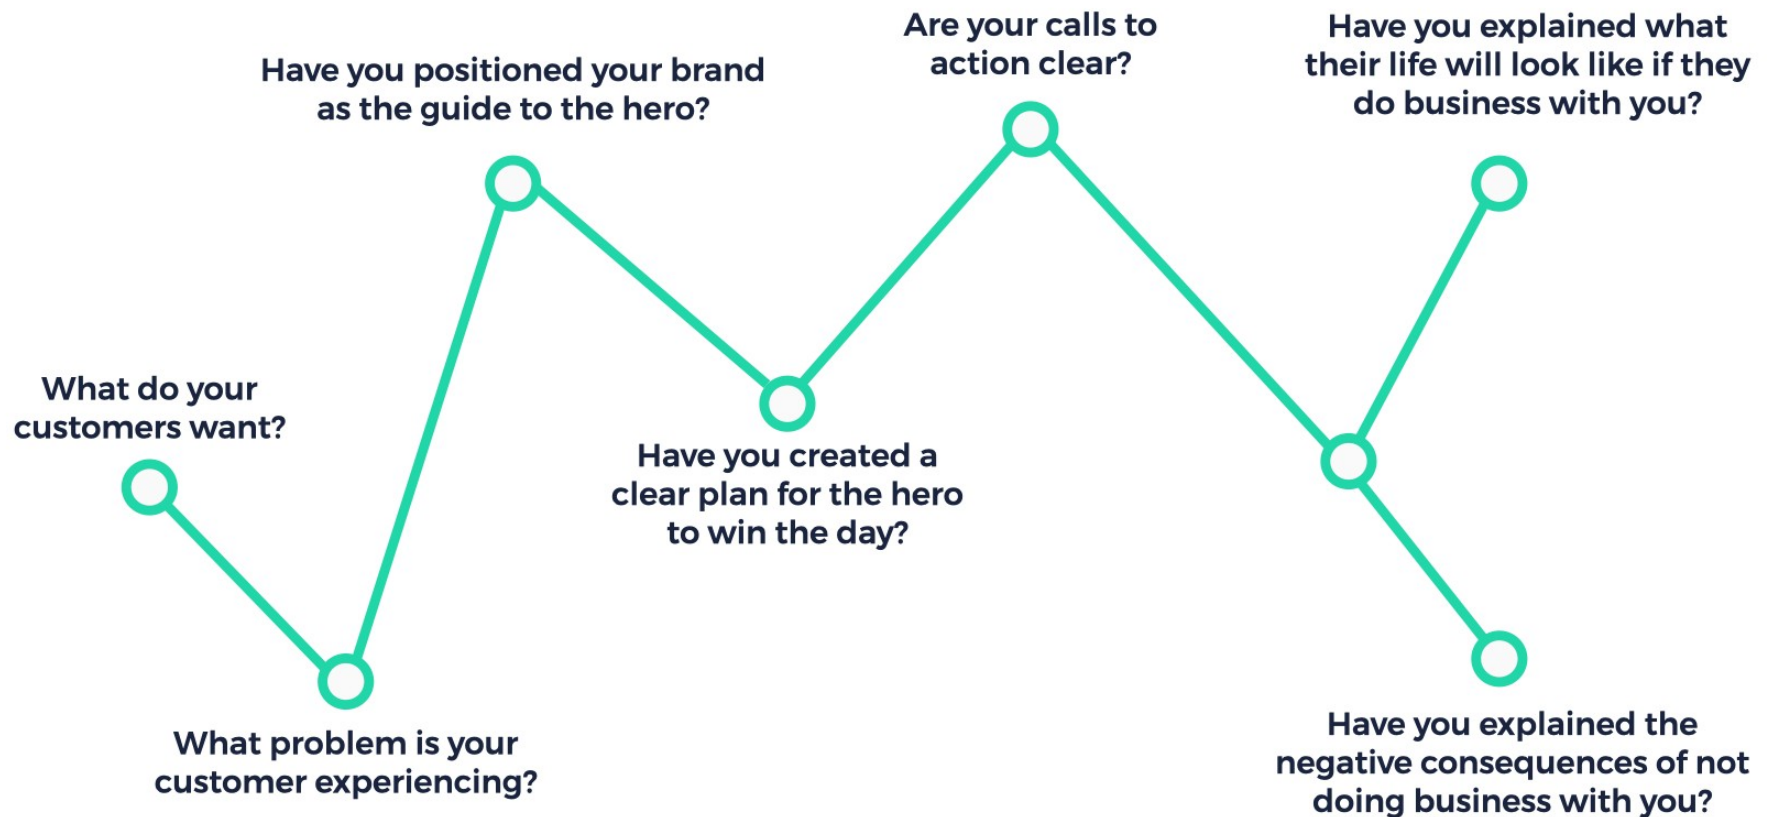 What do your
customers want?
What problem is your
customer experiencing?
Have you positioned your brand
as the guide to the hero?
Have you created a
clear plan for the hero
to win the day?
Are your calls to
action clear?
Have you explained what
their life will look like if they
do business with you?
Have you explained the
negative consequences of not
doing business with you?